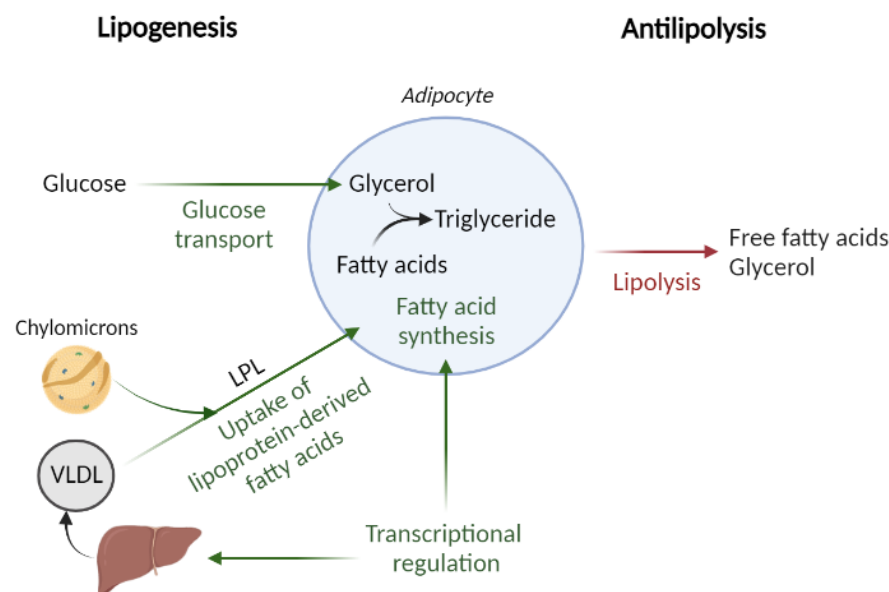 Lipogenesis
Antilipolysis
Adipocyte
Glucose
Glucose
transport
Glycerol
Triglyceride
Fatty acids
Fatty acid
synthesis
Lipolysis
Free fatty acids
Glycerol
Chylomicrons
LPL
Uptake of
lipoprotein-derived
fatty acids
VLDL
Transcriptional
regulation